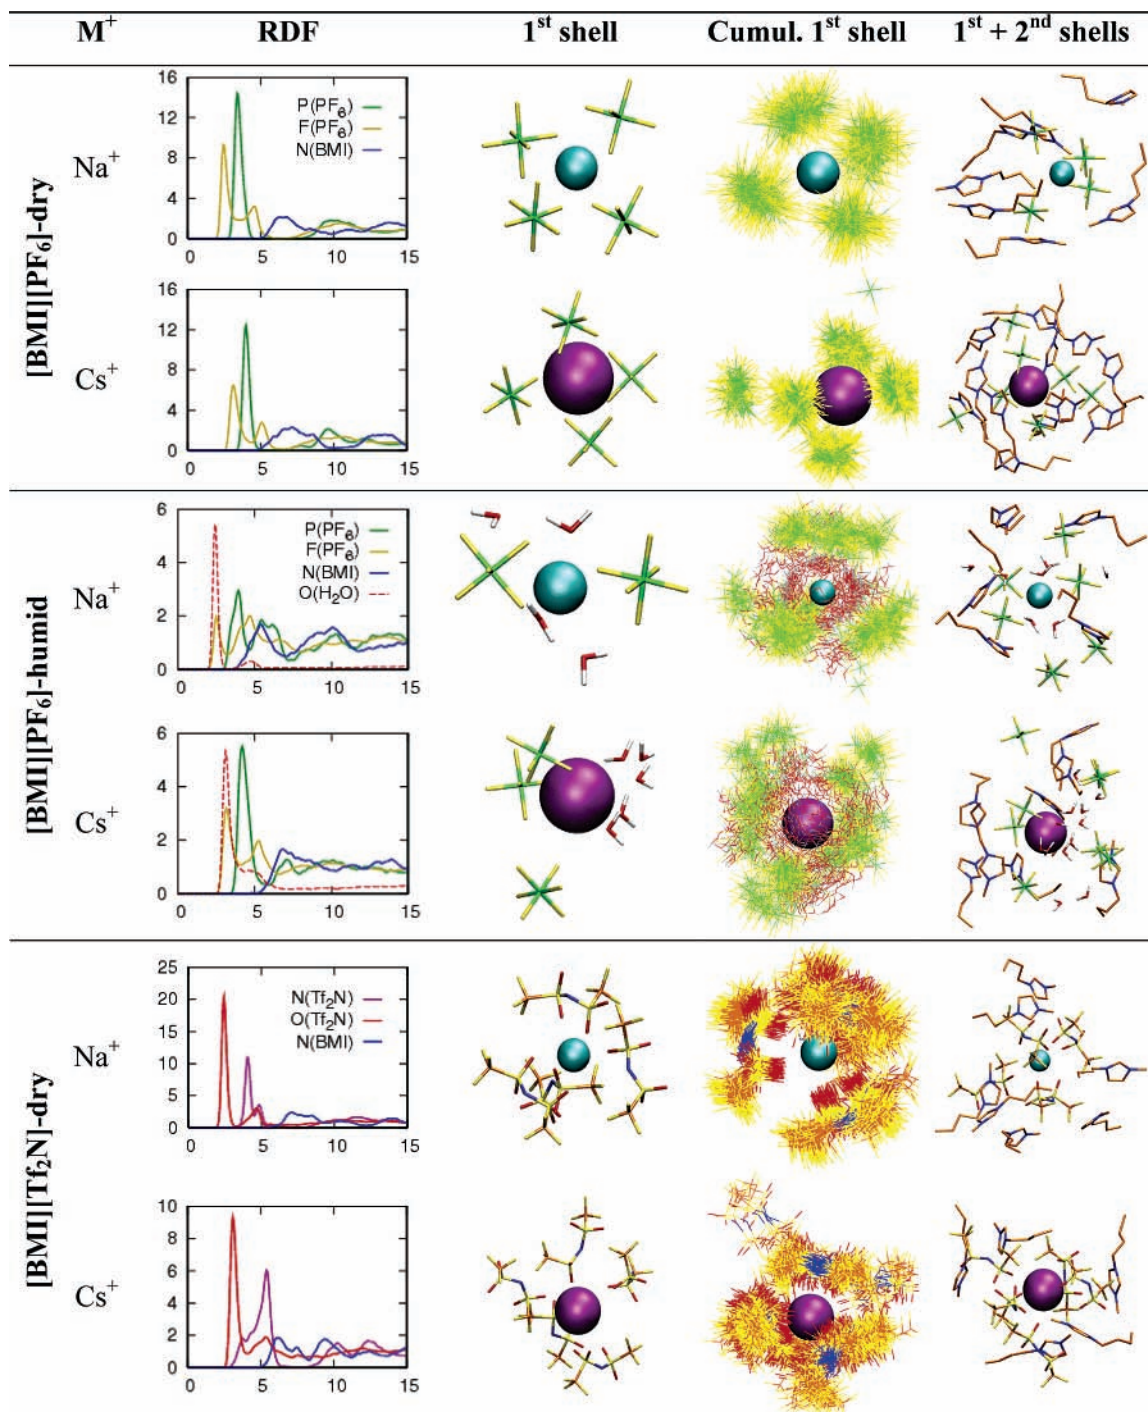 M⁺ RDF 1ˢᵗ shell Cumul. 1ˢᵗ shell 1ˢᵗ + 2ⁿᵈ shells
[BMI][PF₆]-dry
Na⁺
16
12
8
4
0
P(PF₆)
F(PF₆)
N(BMI)
0 5 10 15
Cs⁺
16
12
8
4
0
0 5 10 15
[BMI][PF₆]-humid
Na⁺
6
4
2
0
P(PF₆)
F(PF₆)
N(BMI)
O(H₂O)
0 5 10 15
Cs⁺
6
4
2
0
0 5 10 15
[BMI][Tf₂N]-dry
Na⁺
25
20
15
10
5
0
N(Tf₂N)
O(Tf₂N)
N(BMI)
0 5 10 15
Cs⁺
10
8
6
4
2
0
0 5 10 15